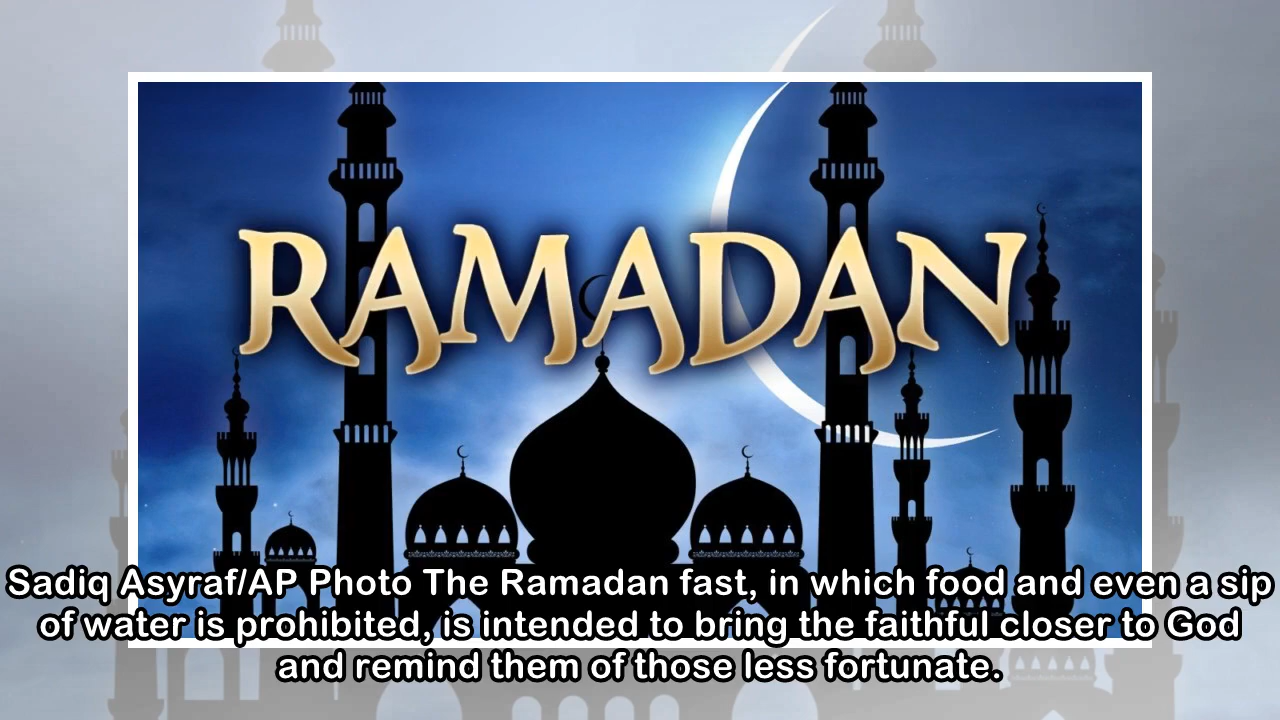 RAMADAN
Sadiq Asyraf/AP Photo The Ramadan fast, in which food and even a sip
of water is prohibited, is intended to bring the faithful closer to God
and remind them of those less fortunate.